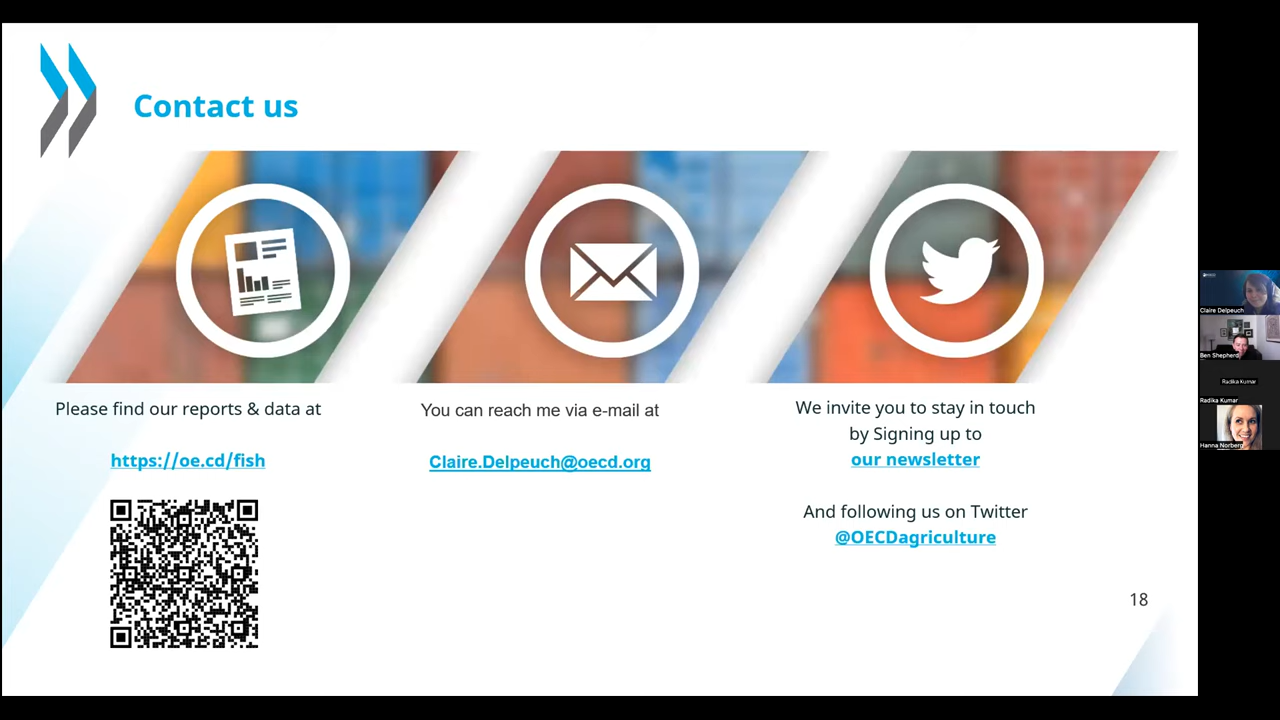 Contact us
Please find our reports & data at
https://oe.cd/fish
You can reach me via e-mail at
Claire.Delpeuch@oecd.org
We invite you to stay in touch
by Signing up to
our newsletter
And following us on Twitter
@OECDagriculture
18
Claire Delpeuch
Ben Shepherd
Radika Kumar
Radika Kumar
Hanna Norberg